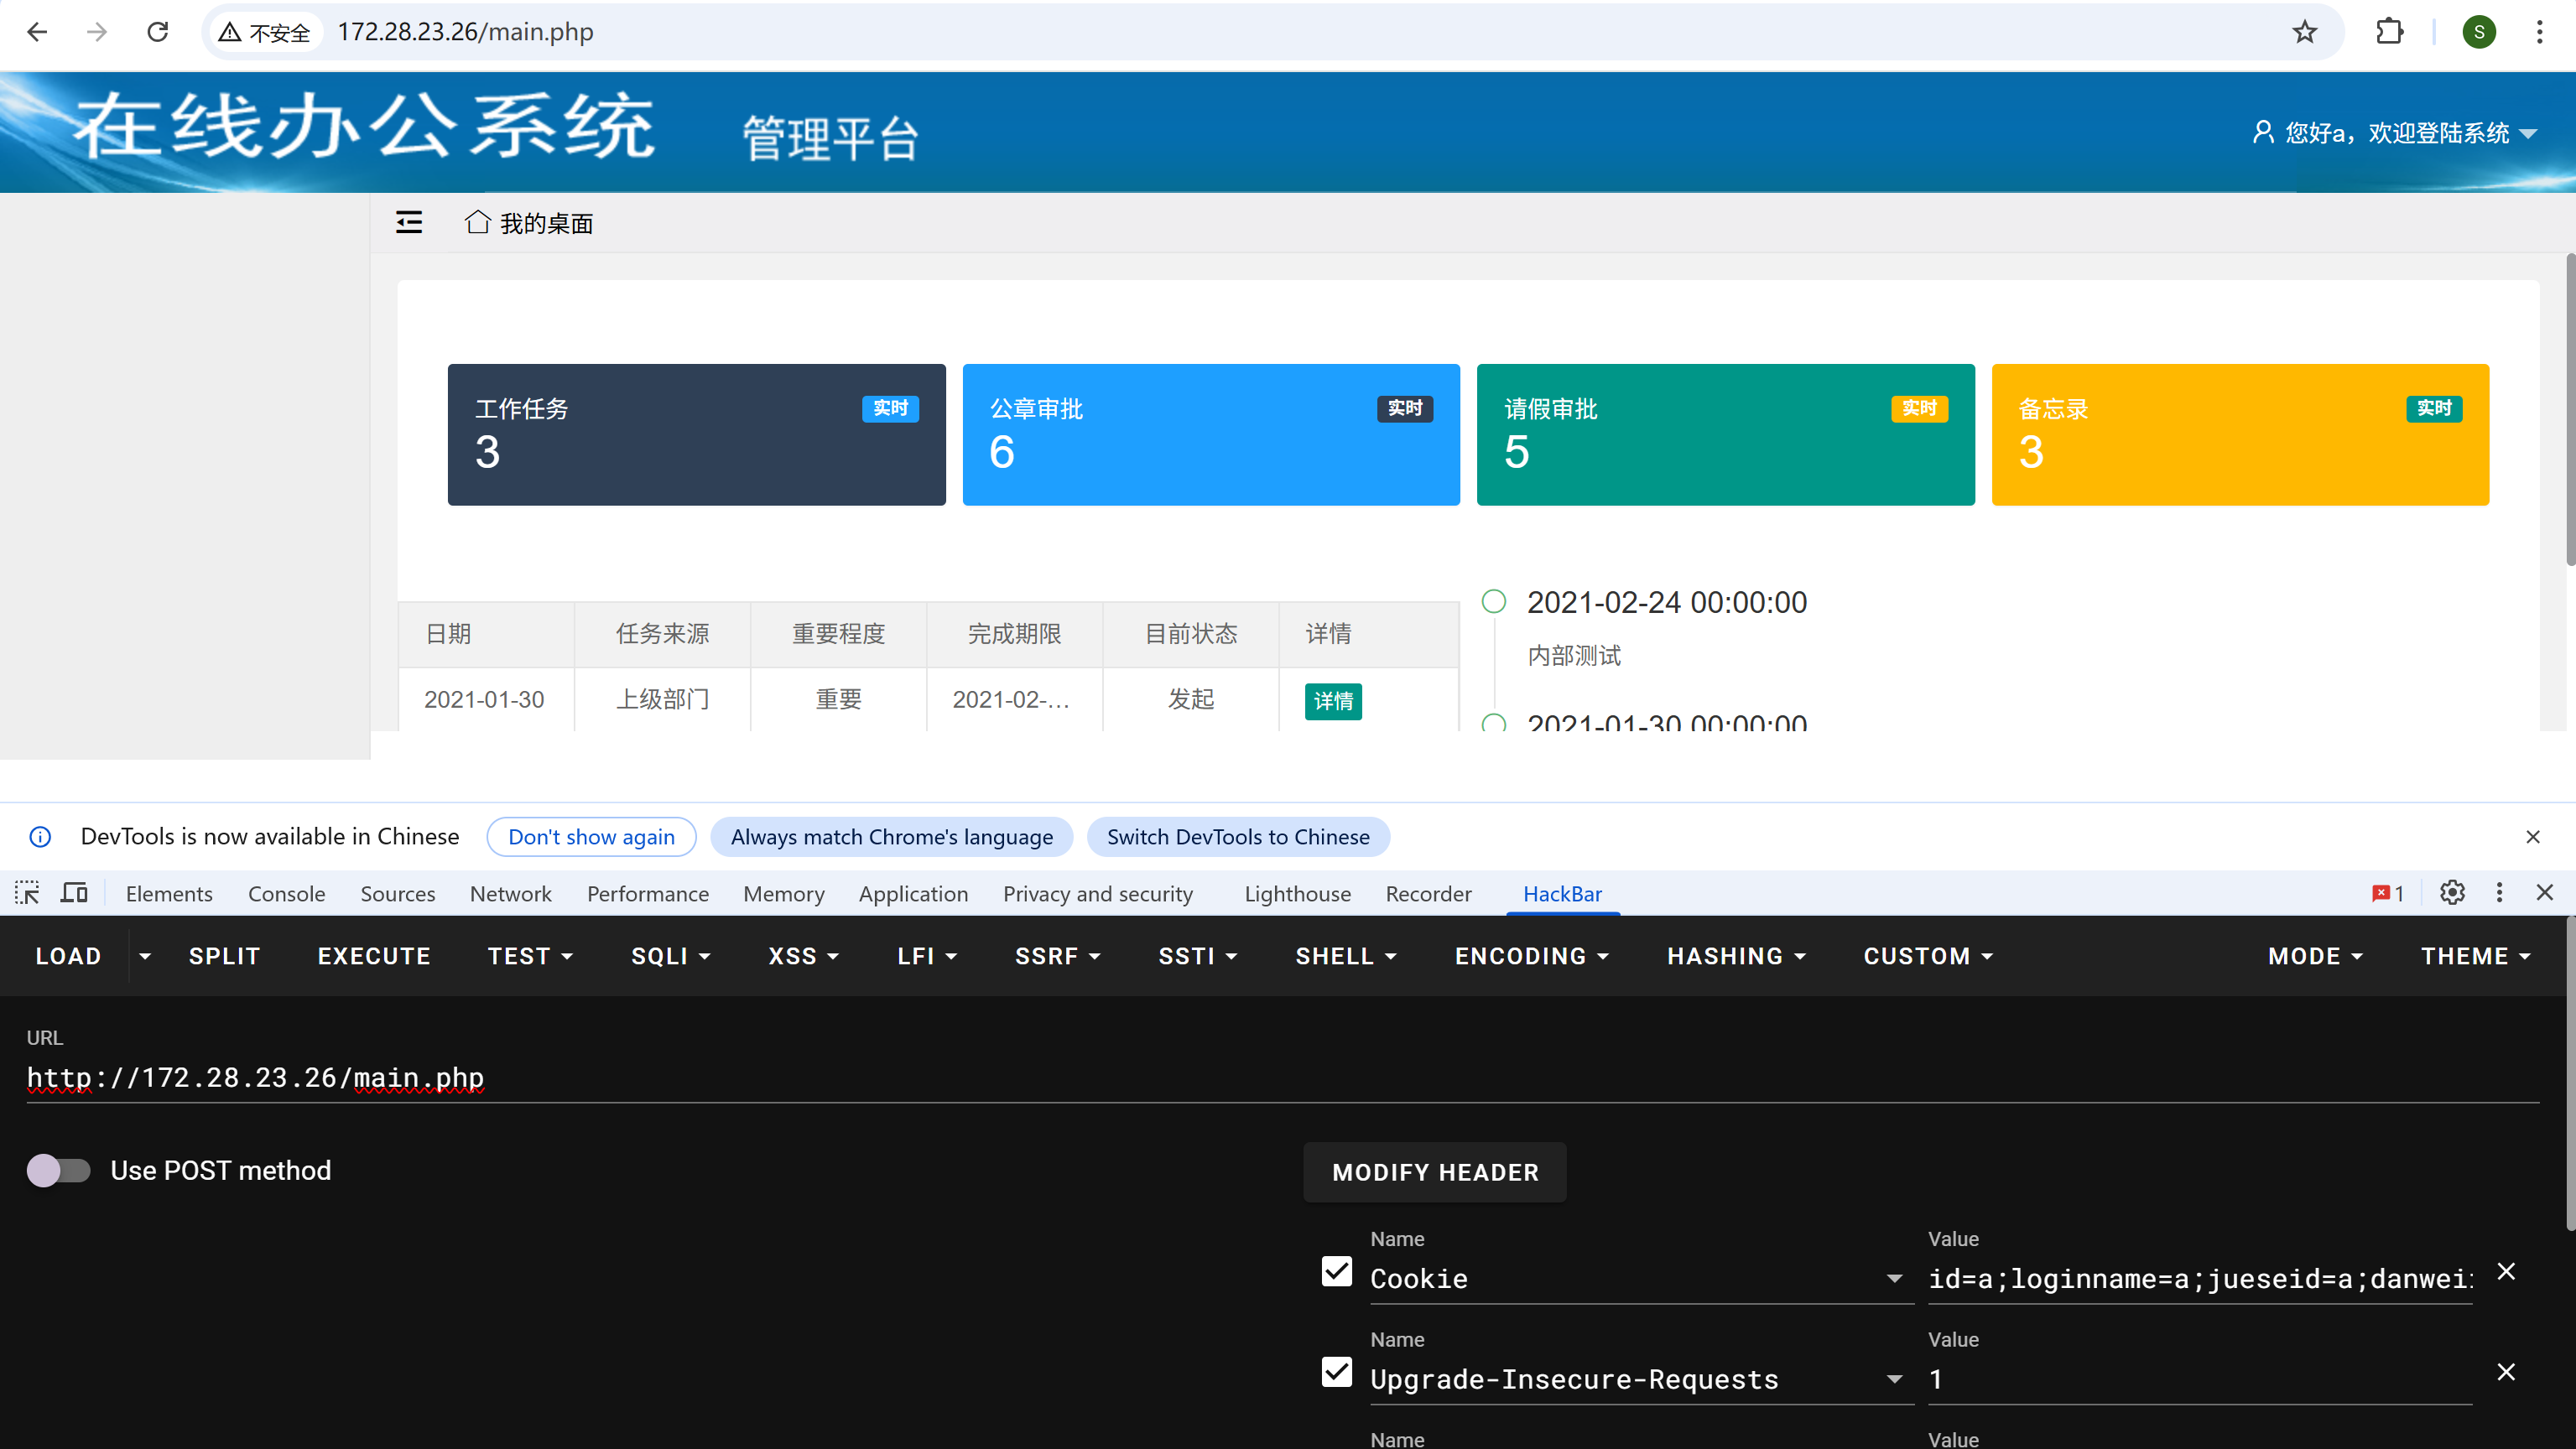 不安全 172.28.23.26/main.php S
在线办公系统 管理平台 您好a，欢迎登陆系统
我的桌面
工作任务 实时 公章审批 实时 请假审批 实时 备忘录 实时
3 6 5 3
日期 任务来源 重要程度 完成期限 目前状态 详情
2021-01-30 上级部门 重要 2021-02-... 发起 详情
2021-02-24 00:00:00
内部测试
2021-01-30 00:00:00
DevTools is now available in Chinese Don't show again Always match Chrome's language Switch DevTools to Chinese
Elements Console Sources Network Performance Memory Application Privacy and security Lighthouse Recorder HackBar 1
LOAD SPLIT EXECUTE TEST SQLI XSS LFI SSRF SSTI SHELL ENCODING HASHING CUSTOM MODE THEME
URL
http://172.28.23.26/main.php
Use POST method
MODIFY HEADER
Name Value
Cookie id=a;loginname=a;jueseid=a;danwei
Name Value
Upgrade-Insecure-Requests 1
Name Value